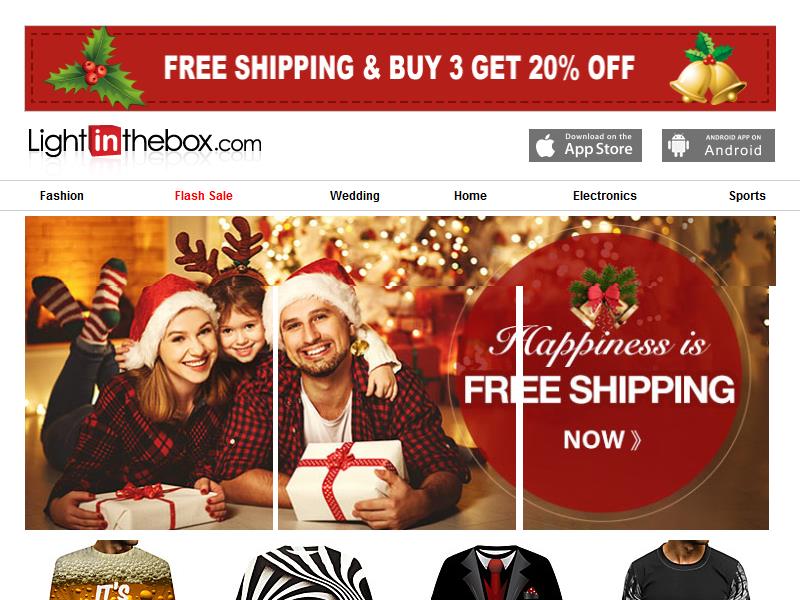 FREE SHIPPING & BUY 3 GET 20% OFF
Lightinthebox.com
Download on the
App Store
ANDROID APP ON
Android
Fashion
Flash Sale
Wedding
Home
Electronics
Sports
Happiness is
FREE SHIPPING
NOW 》
IT'S